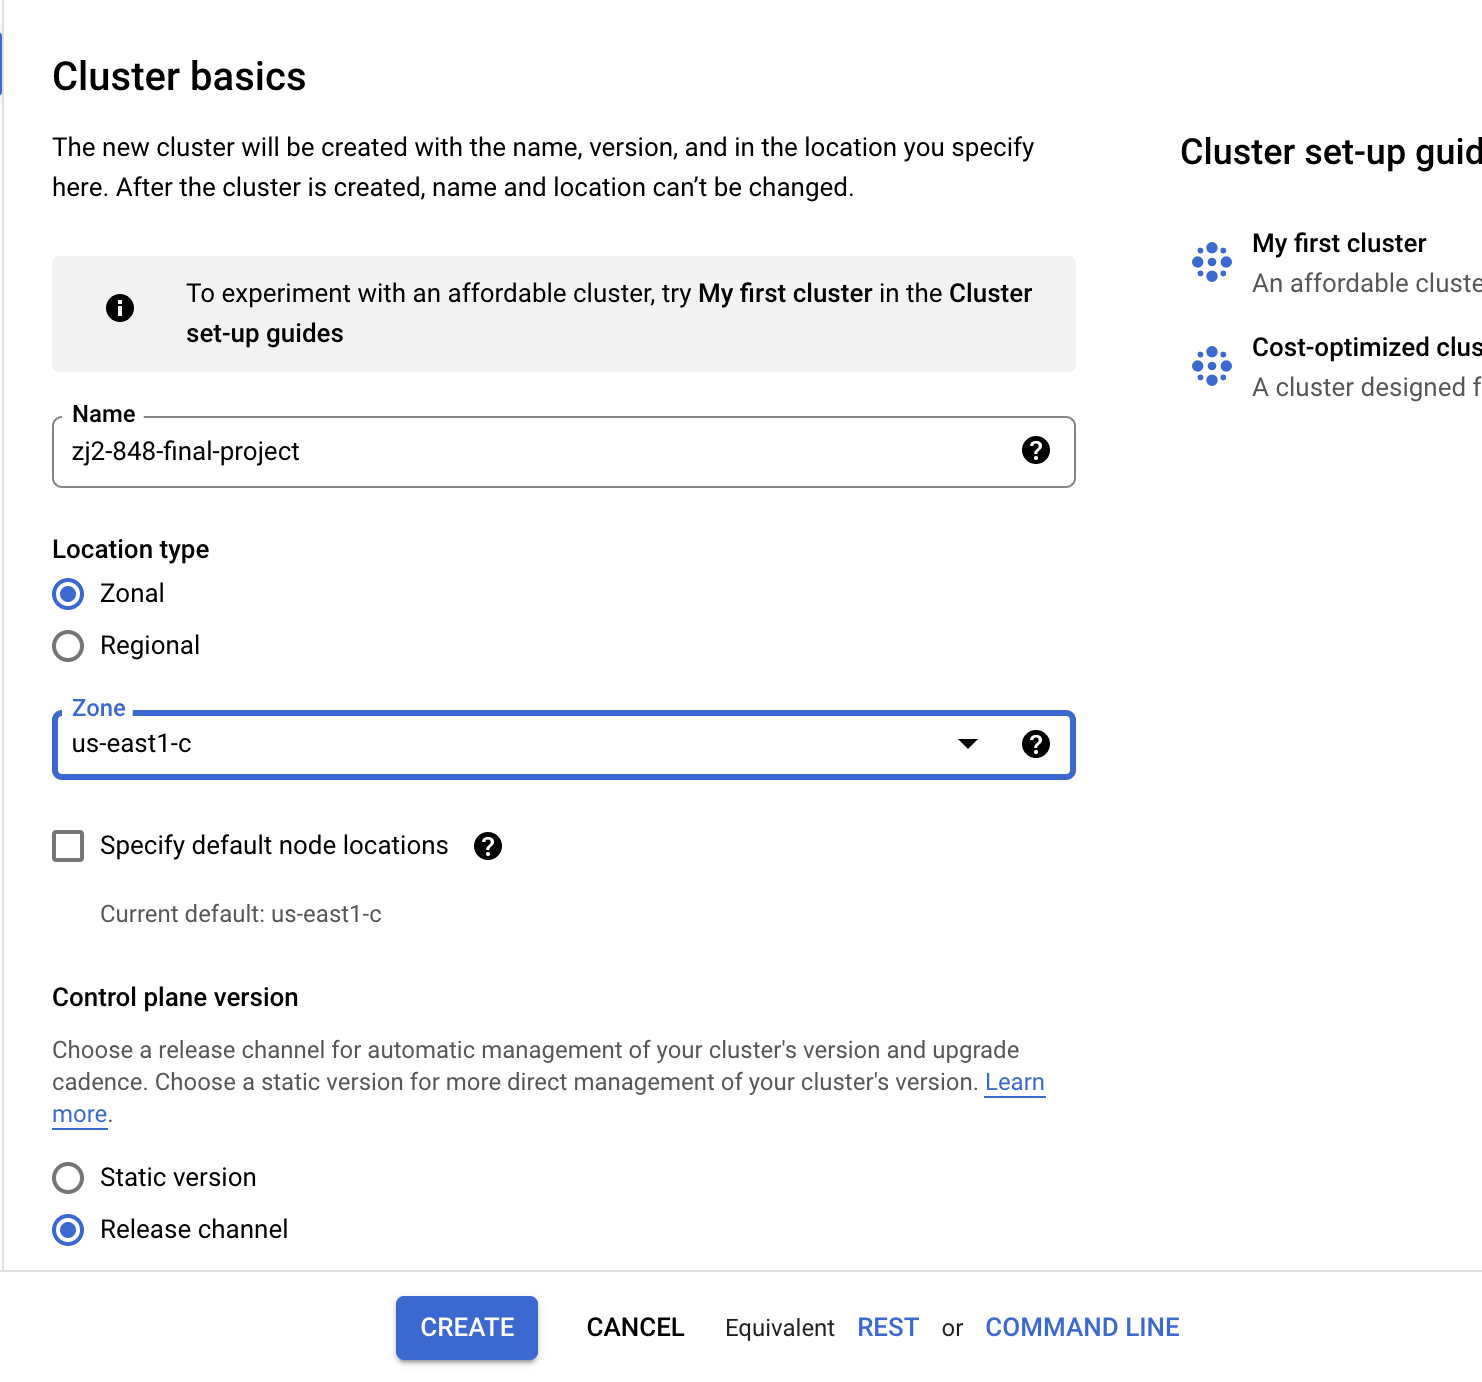 Cluster basics
The new cluster will be created with the name, version, and in the location you specify
here. After the cluster is created, name and location can’t be changed.
To experiment with an affordable cluster, try My first cluster in the Cluster
set-up guides
Name
zj2-848-final-project
Location type
Zonal
Regional
Zone
us-east1-c
Specify default node locations
Current default: us-east1-c
Control plane version
Choose a release channel for automatic management of your cluster's version and upgrade
cadence. Choose a static version for more direct management of your cluster's version. Learn
more.
Static version
Release channel
Cluster set-up guid
My first cluster
An affordable cluste
Cost-optimized clus
A cluster designed f
CREATE CANCEL Equivalent REST or COMMAND LINE